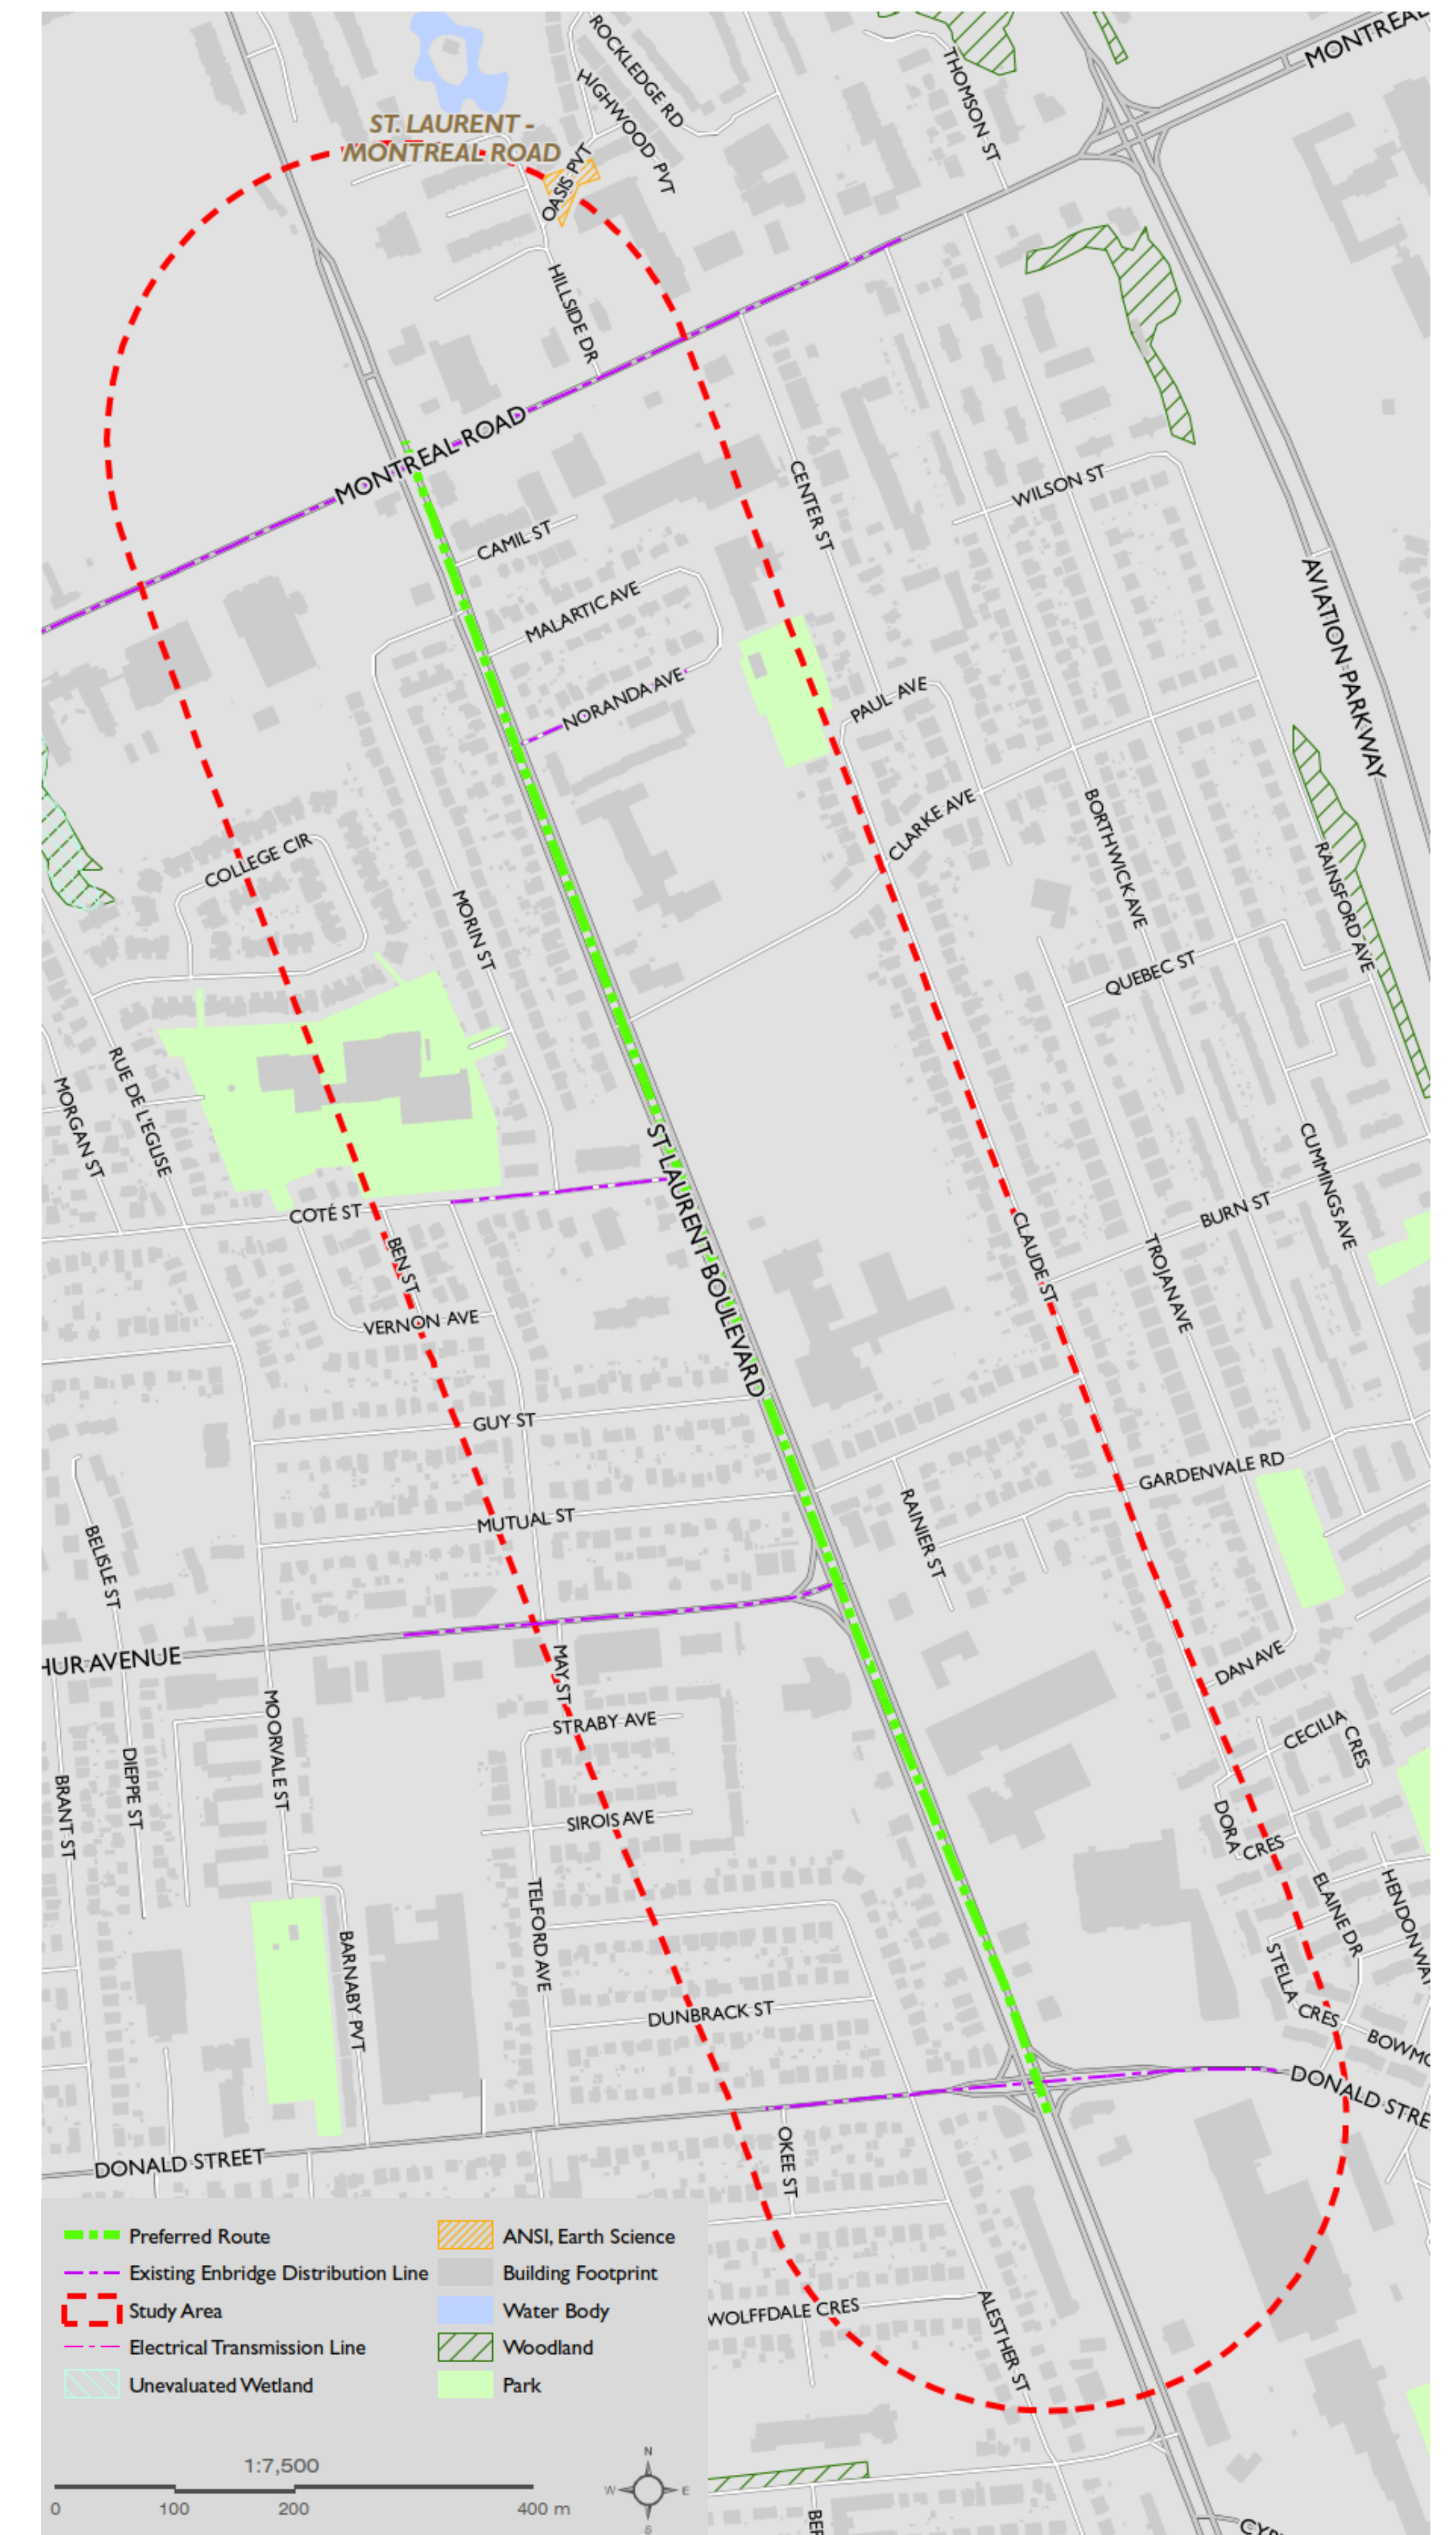 MONTREAL
ROCKLEDGE RD
HIGHWOOD PVT
THOMSON ST
ST. LAURENT -
MONTREAL ROAD
OASIS PVT
HILLSIDE DR
MONTREAL ROAD
CENTER ST
WILSON ST
CAMIL ST
MALARTIC AVE
AVIATION PARKWAY
NORANDA AVE
PAUL AVE
CLARKE AVE
BORTHWICK AVE
COLLEGE CIR
RAINSFORD AVE
MORIN ST
QUEBEC ST
RUE DE L'EGLISE
MORGAN ST
ST LAURENT BOULEVARD
CUMMINGS AVE
COTÉ ST
BURN ST
CLAUDE ST
BEN ST
TROJAN AVE
VERNON AVE
GUY ST
GARDENVALE RD
MUTUAL ST
RAINIER ST
BELISLE ST
HUR AVENUE
MAY ST
DAN AVE
MOORVALE ST
STRABY AVE
CECILIA
CRES
DIEPPE ST
BRANT ST
SIROIS AVE
DORA
CRES
TELFORD AVE
ELAINE DR
HENDON WAY
BARNABY PVT
STELLA
CRES
DUNBRACK ST
BOWMO
DONALD STRE
DONALD STREET
OKEE ST
WOLFFDALE CRES
ALESTHER ST
Preferred Route
Existing Enbridge Distribution Line
Study Area
Electrical Transmission Line
Unevaluated Wetland
ANSI, Earth Science
Building Footprint
Water Body
Woodland
Park
1:7,500
0 100 200 400 m
N
W E
S
BER